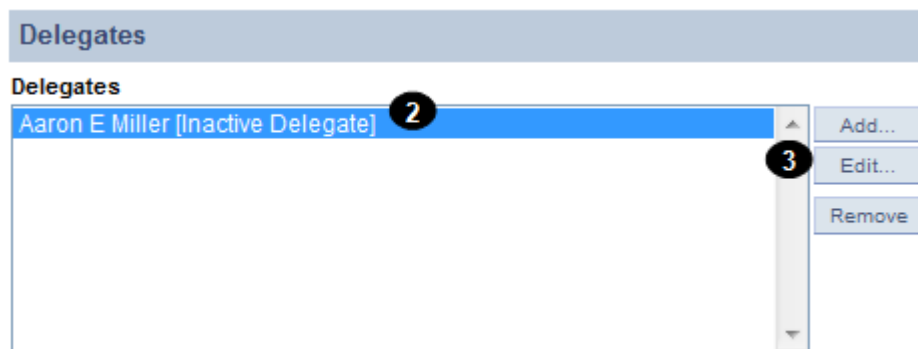 Delegates
Delegates
Aaron E Miller [Inactive Delegate]
2
Add...
3
Edit...
Remove